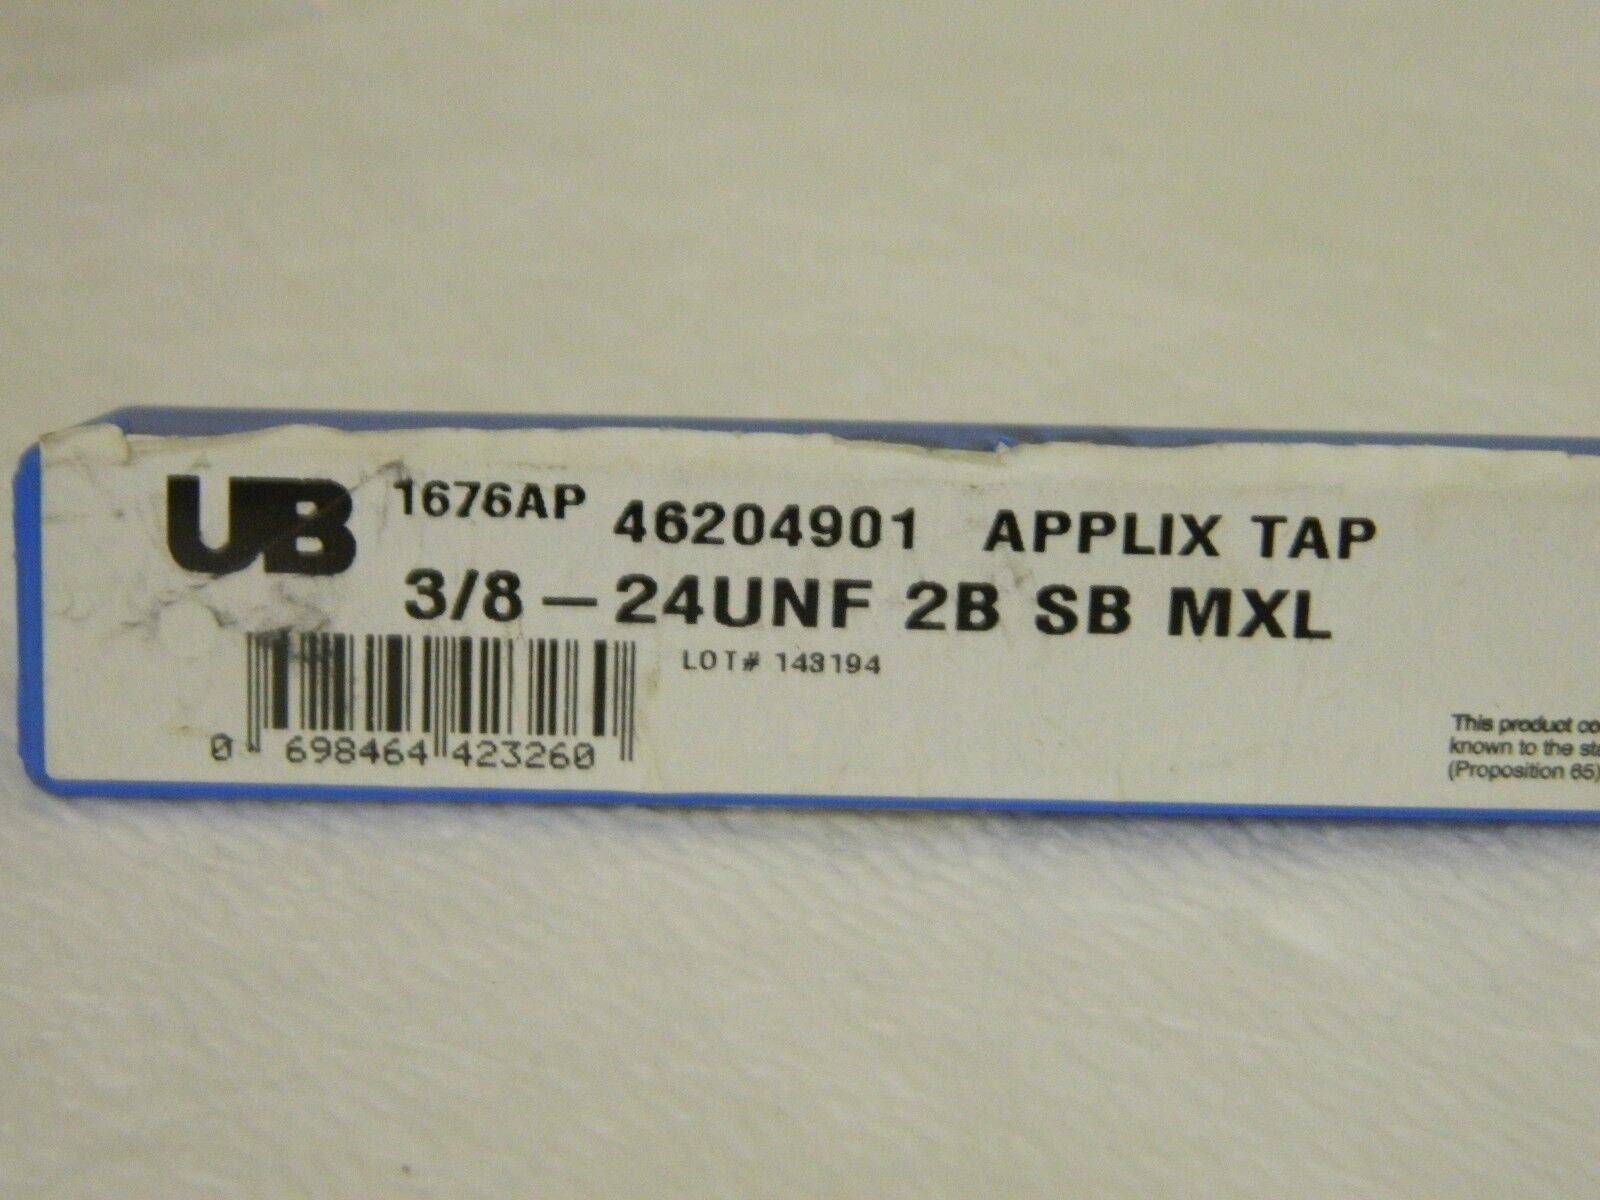 UB 1676AP 46204901 APPLIX TAP
3/8-24UNF 2B SB MXL
LOT# 143194
0 698464 423260
This product co
known to the sta
(Proposition 65)